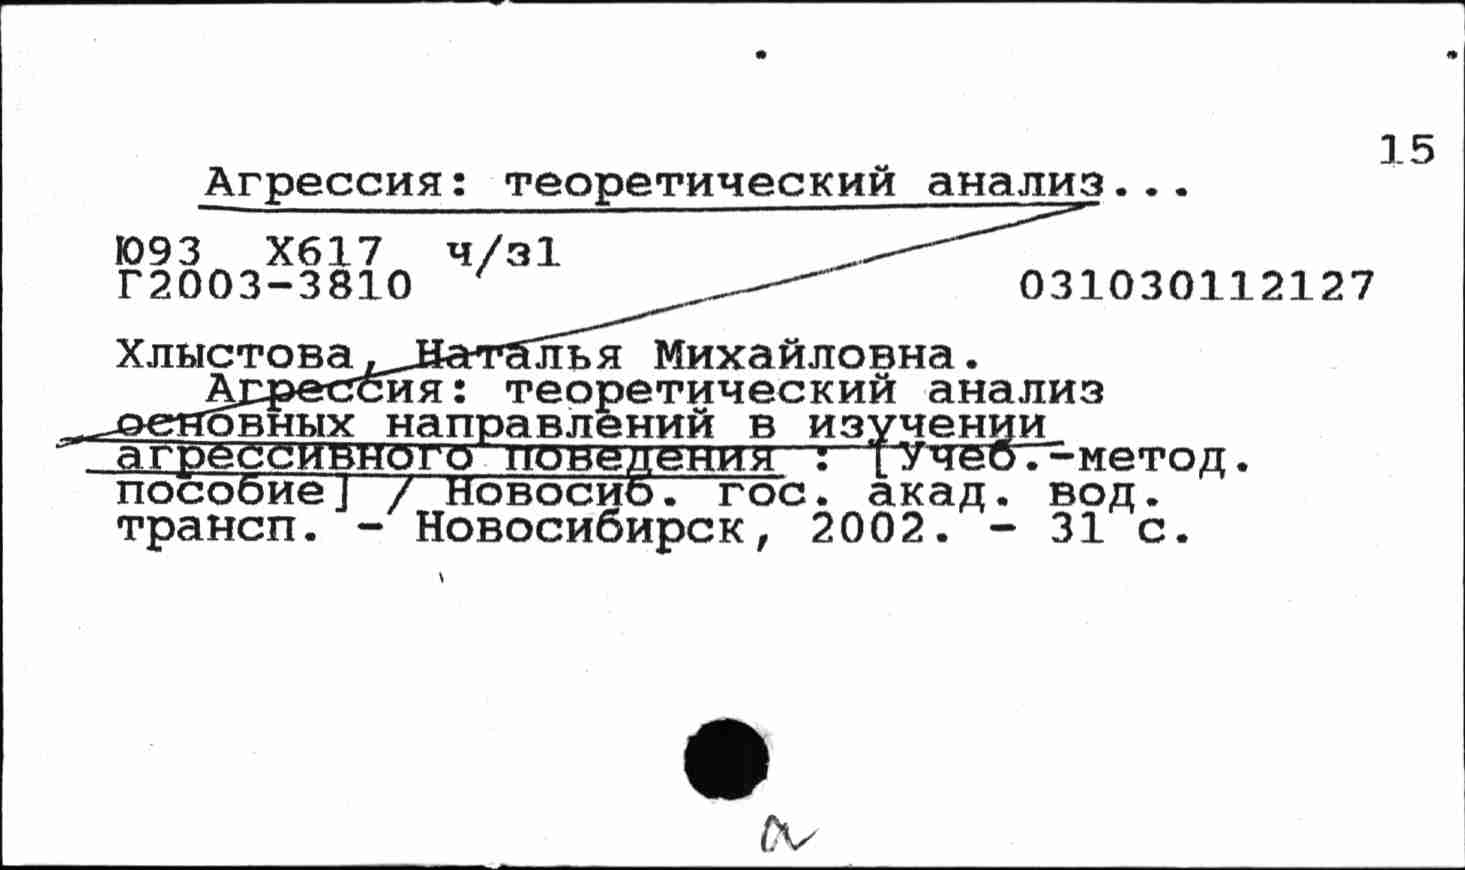 15
Агрессия: теоретический анализ...
Ю93 Х617 ч/з1
Г2003-3810 031030112127
Хлыстова, Наталья Михайловна.
Агрессия: теоретический анализ
основных направлений в изучении
агрессивного поведения : [Учеб.-метод.
пособие] / Новосиб. гос. акад. вод.
трансп. - Новосибирск, 2002. - 31 с.
а